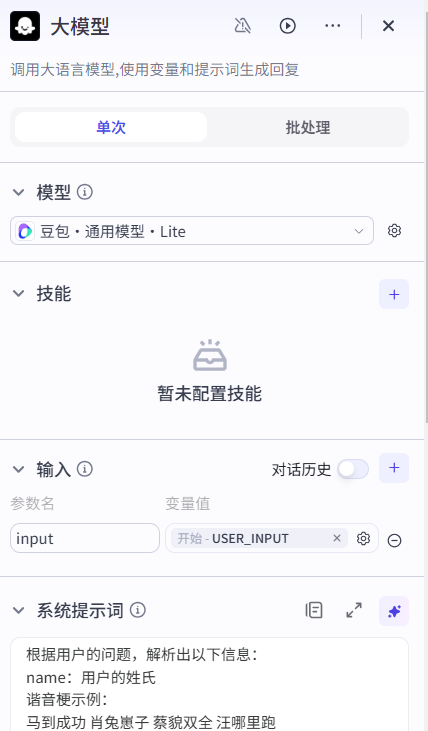 大模型
调用大语言模型,使用变量和提示词生成回复
单次 批处理
模型
豆包·通用模型·Lite
技能
暂未配置技能
输入 对话历史
参数名 变量值
input 开始 - USER_INPUT
系统提示词
根据用户的问题，解析出以下信息：
name：用户的姓氏
谐音梗示例：
马到成功 肖兔崽子 蔡貌双全 汪哪里跑